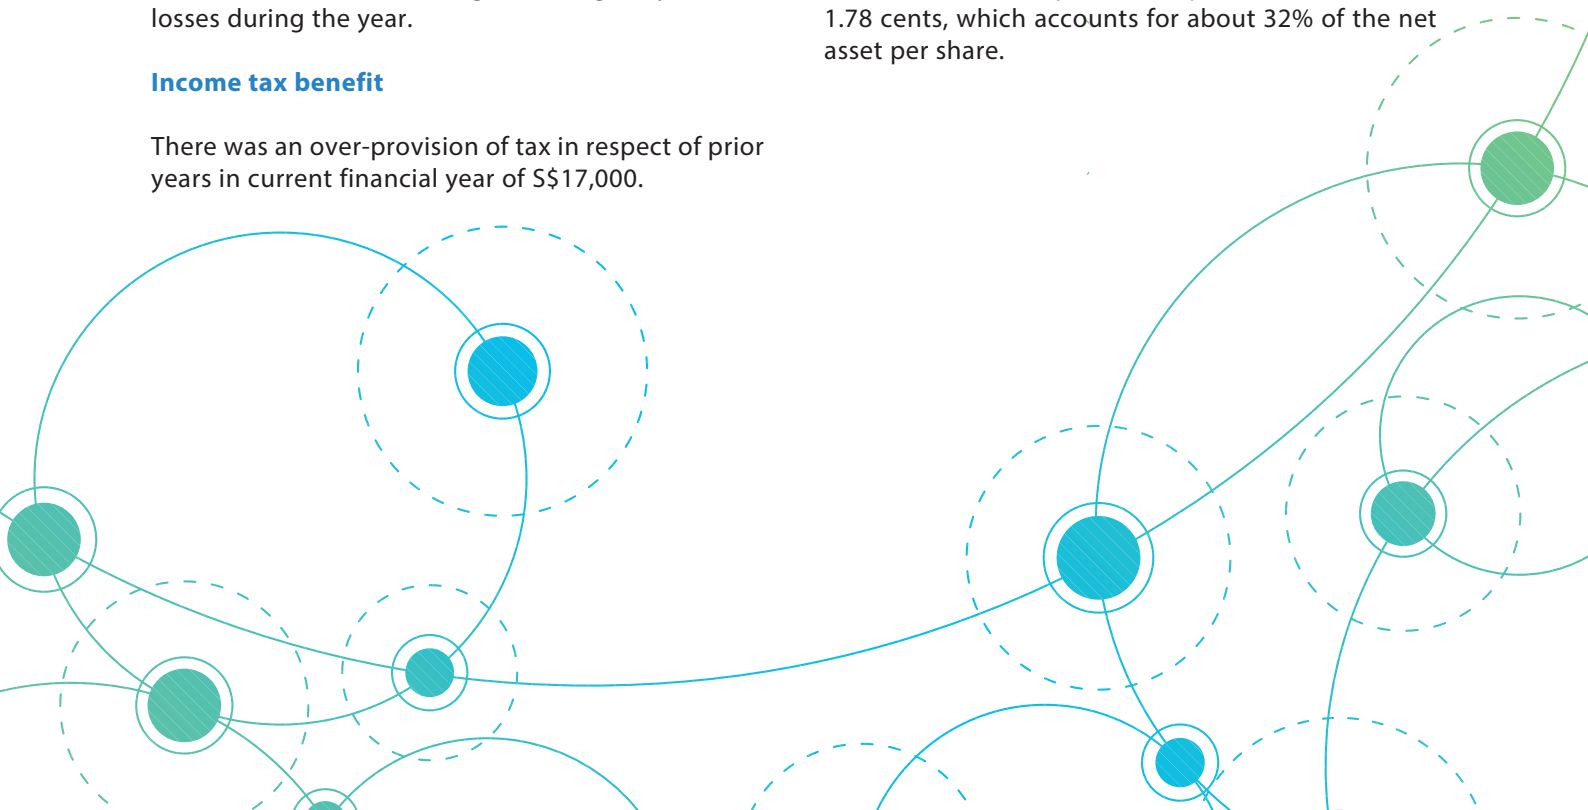 losses during the year.
Income tax benefit
There was an over-provision of tax in respect of prior
years in current financial year of S$17,000.
1.78 cents, which accounts for about 32% of the net
asset per share.